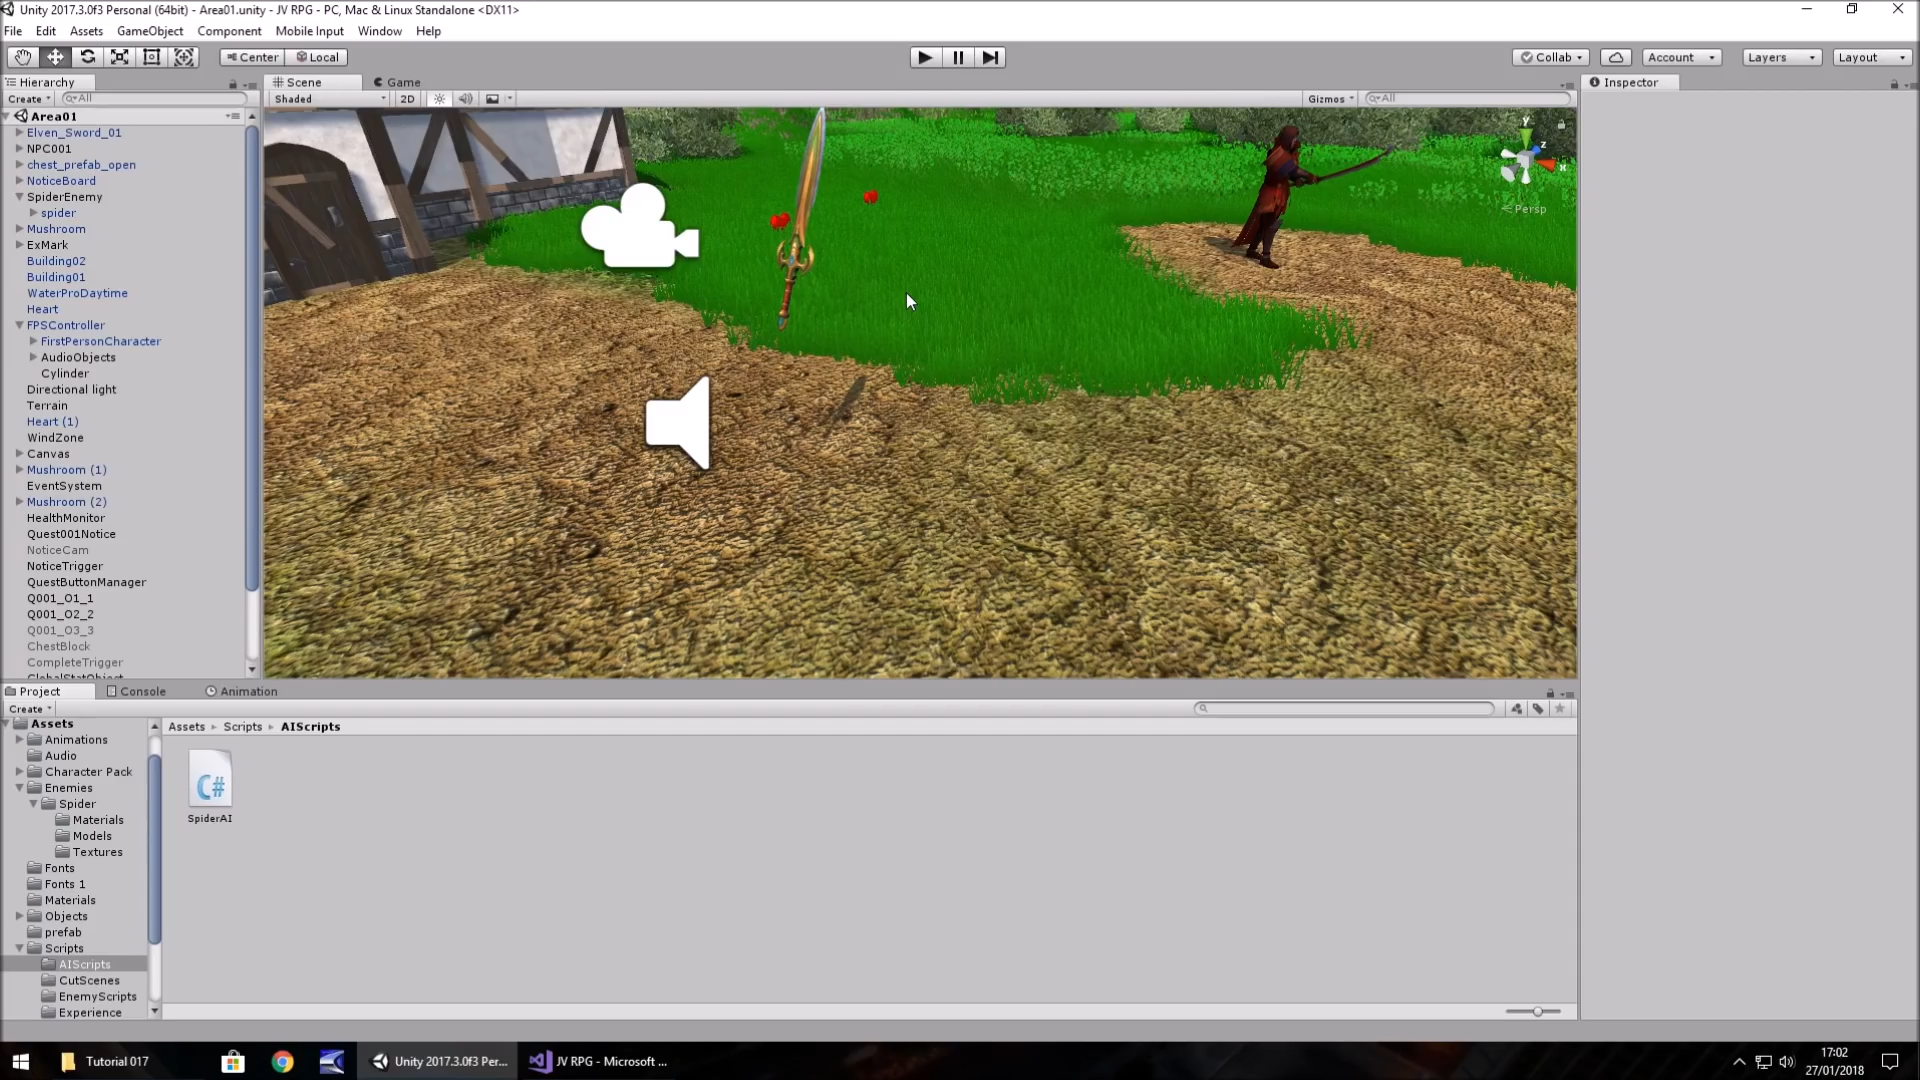 Unity 2017.3.0f3 Personal (64bit) - Area01.unity - JV RPG - PC, Mac & Linux Standalone <DX11>
File Edit Assets GameObject Component Mobile Input Window Help
Center Local Collab Account Layers Layout
Hierarchy Scene Game Inspector
Create All Shaded 2D Gizmos All
Area01
Elven_Sword_01
NPC001
chest_prefab_open
NoticeBoard
SpiderEnemy
spider
Mushroom
ExMark
Building02
Building01
WaterProDaytime
Heart
FPSController
FirstPersonCharacter
AudioObjects
Cylinder
Directional light
Terrain
Heart (1)
WindZone
Canvas
Mushroom (1)
EventSystem
Mushroom (2)
HealthMonitor
Quest001Notice
NoticeCam
NoticeTrigger
QuestButtonManager
Q001_O1_1
Q001_O2_2
Q001_O3_3
ChestBlock
CompleteTrigger
GlobalStatObject
y
z
x
Persp
Project Console Animation
Create
Assets
Animations
Audio
Character Pack
Enemies
Spider
Materials
Models
Textures
Fonts
Fonts 1
Materials
Objects
prefab
Scripts
AIScripts
CutScenes
EnemyScripts
Experience
Assets Scripts AIScripts
C#
SpiderAI
Tutorial 017 Unity 2017.3.0f3 Per... JV RPG - Microsoft ...
17:02
27/01/2018